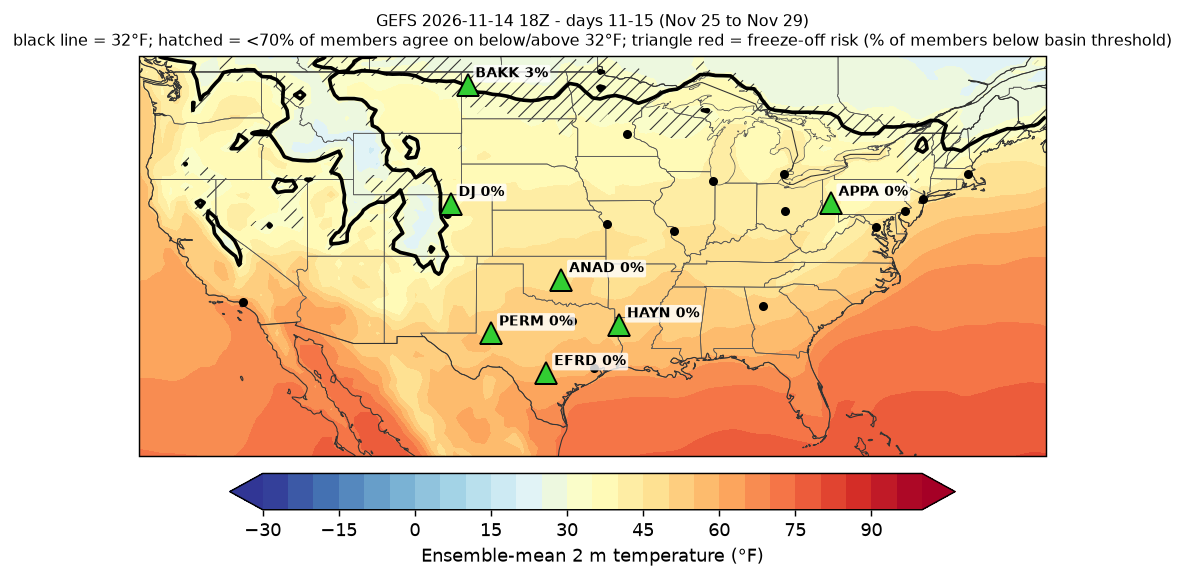 GEFS 2026-11-14 18Z - days 11-15 (Nov 25 to Nov 29)
black line = 32°F; hatched = <70% of members agree on below/above 32°F; triangle red = freeze-off risk (% of members below basin threshold)
BAKK 3%
DJ 0%
APPA 0%
ANAD 0%
HAYN 0%
PERM 0%
EFRD 0%
−30 −15 0 15 30 45 60 75 90
Ensemble-mean 2 m temperature (°F)